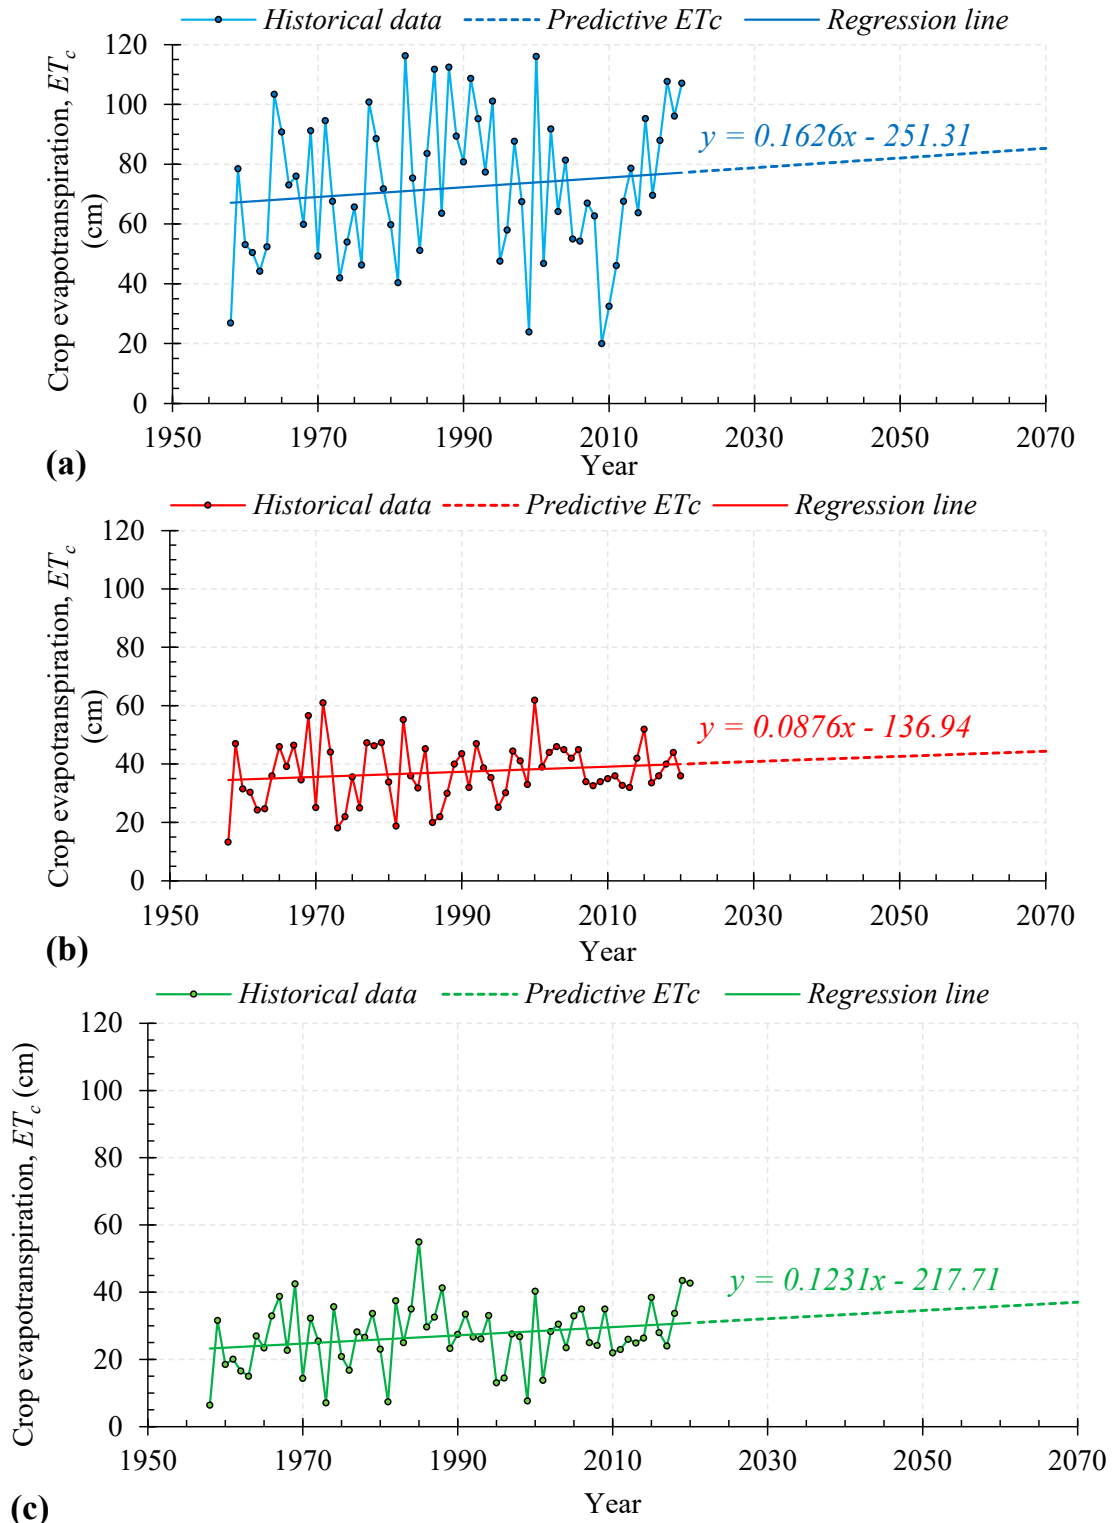 Historical data Predictive ETc Regression line
120
100
80
60
40
20
0
Crop evapotranspiration, ETc
(cm)
y = 0.1626x - 251.31
1950 1970 1990 2010 2030 2050 2070
Year
(a)
Historical data Predictive ETc Regression line
120
100
80
60
40
20
0
Crop evapotranspiration, ETc
(cm)
y = 0.0876x - 136.94
1950 1970 1990 2010 2030 2050 2070
Year
(b)
Historical data Predictive ETc Regression line
120
100
80
60
40
20
0
Crop evapotranspiration, ETc (cm)
y = 0.1231x - 217.71
1950 1970 1990 2010 2030 2050 2070
Year
(c)